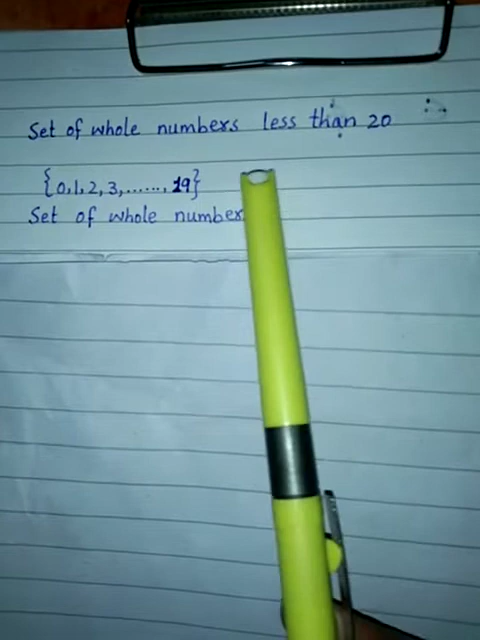 Set of whole numbers less than 20
{0,1,2,3,......,19}
Set of whole number